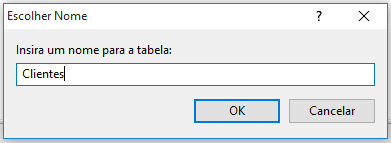 Escolher Nome ? ×
Insira um nome para a tabela:
Clientes
OK Cancelar